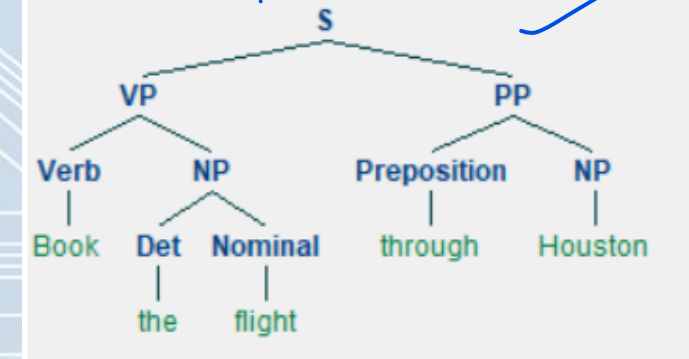 S
VP PP
Verb NP Preposition NP
Book Det Nominal through Houston
the flight